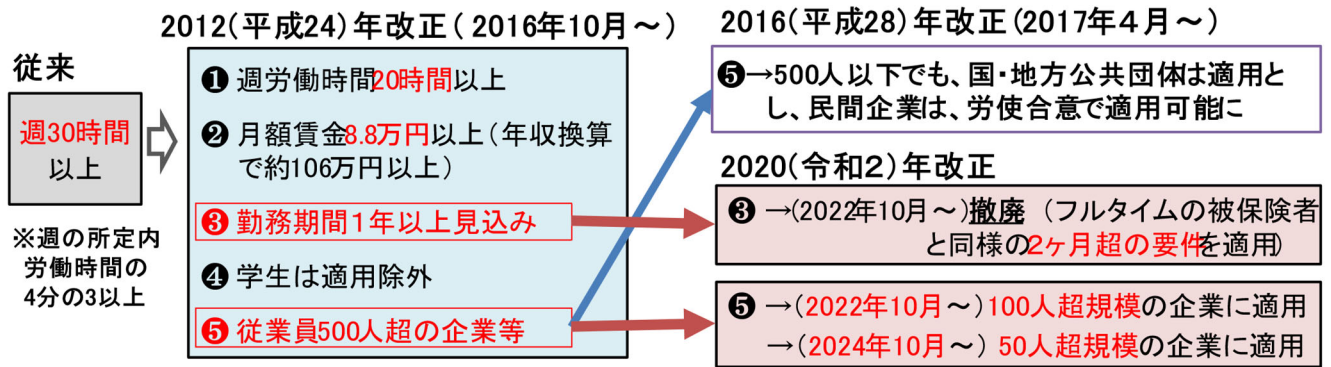 従来
週30時間
以上
※週の所定内
労働時間の
4分の3以上
2012(平成24)年改正(2016年10月～)
❶ 週労働時間20時間以上
❷ 月額賃金8.8万円以上(年収換算
で約106万円以上)
❸ 勤務期間1年以上見込み
❹ 学生は適用除外
❺ 従業員500人超の企業等
2016(平成28)年改正(2017年4月～)
❺→500人以下でも、国・地方公共団体は適用と
し、民間企業は、労使合意で適用可能に
2020(令和2)年改正
❸ →(2022年10月～)撤廃 (フルタイムの被保険者
と同様の2ヶ月超の要件を適用)
❺ →(2022年10月～)100人超規模の企業に適用
→(2024年10月～) 50人超規模の企業に適用